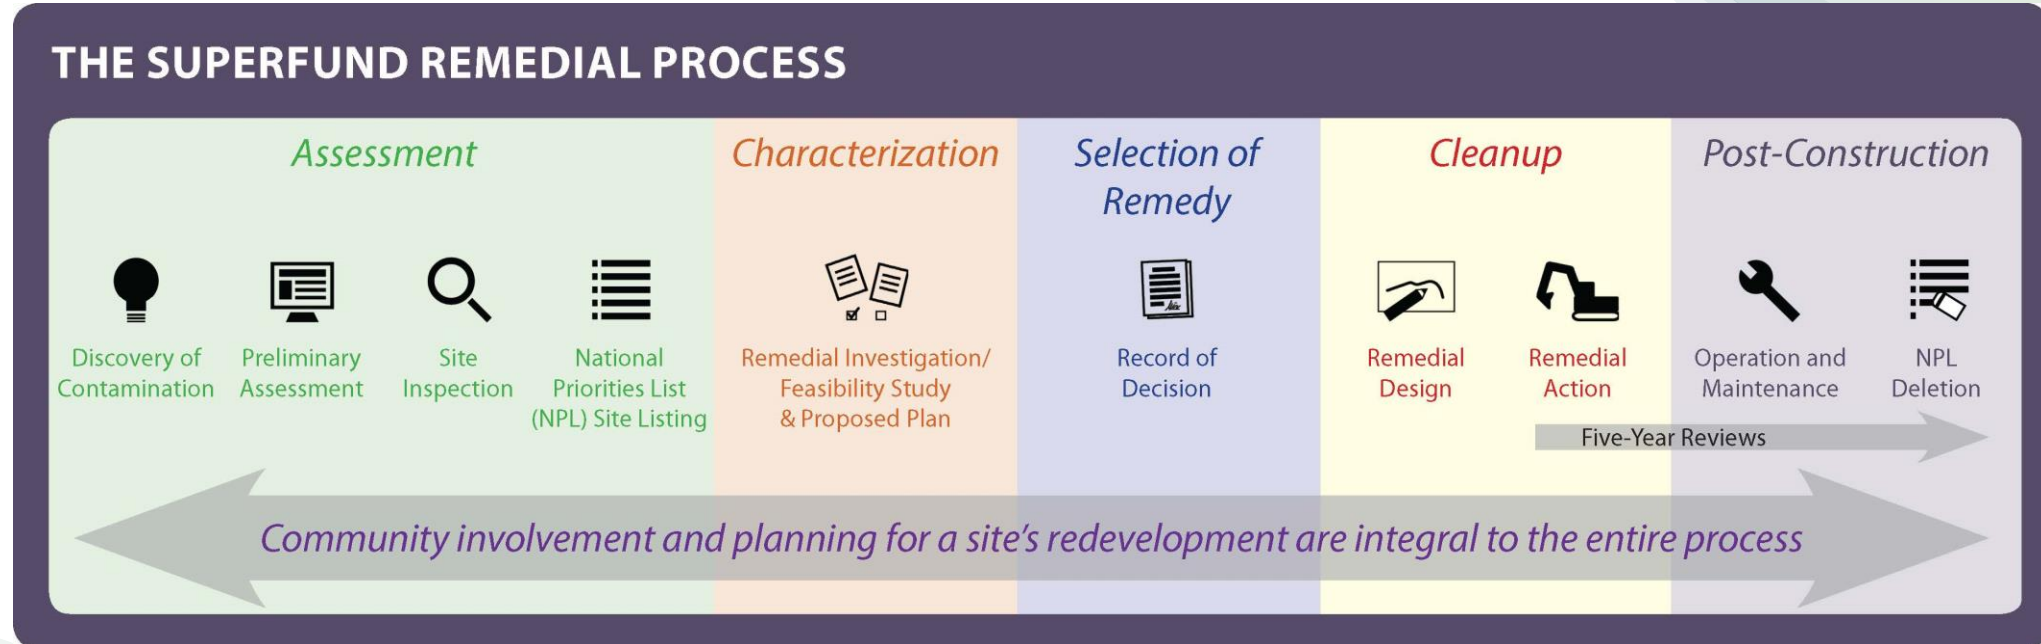 THE SUPERFUND REMEDIAL PROCESS
Assessment
Characterization
Selection of
Remedy
Cleanup
Post-Construction
Discovery of
Contamination
Preliminary
Assessment
Site
Inspection
National
Priorities List
(NPL) Site Listing
Remedial Investigation/
Feasibility Study
& Proposed Plan
Record of
Decision
Remedial
Design
Remedial
Action
Operation and
Maintenance
NPL
Deletion
Five-Year Reviews
Community involvement and planning for a site’s redevelopment are integral to the entire process